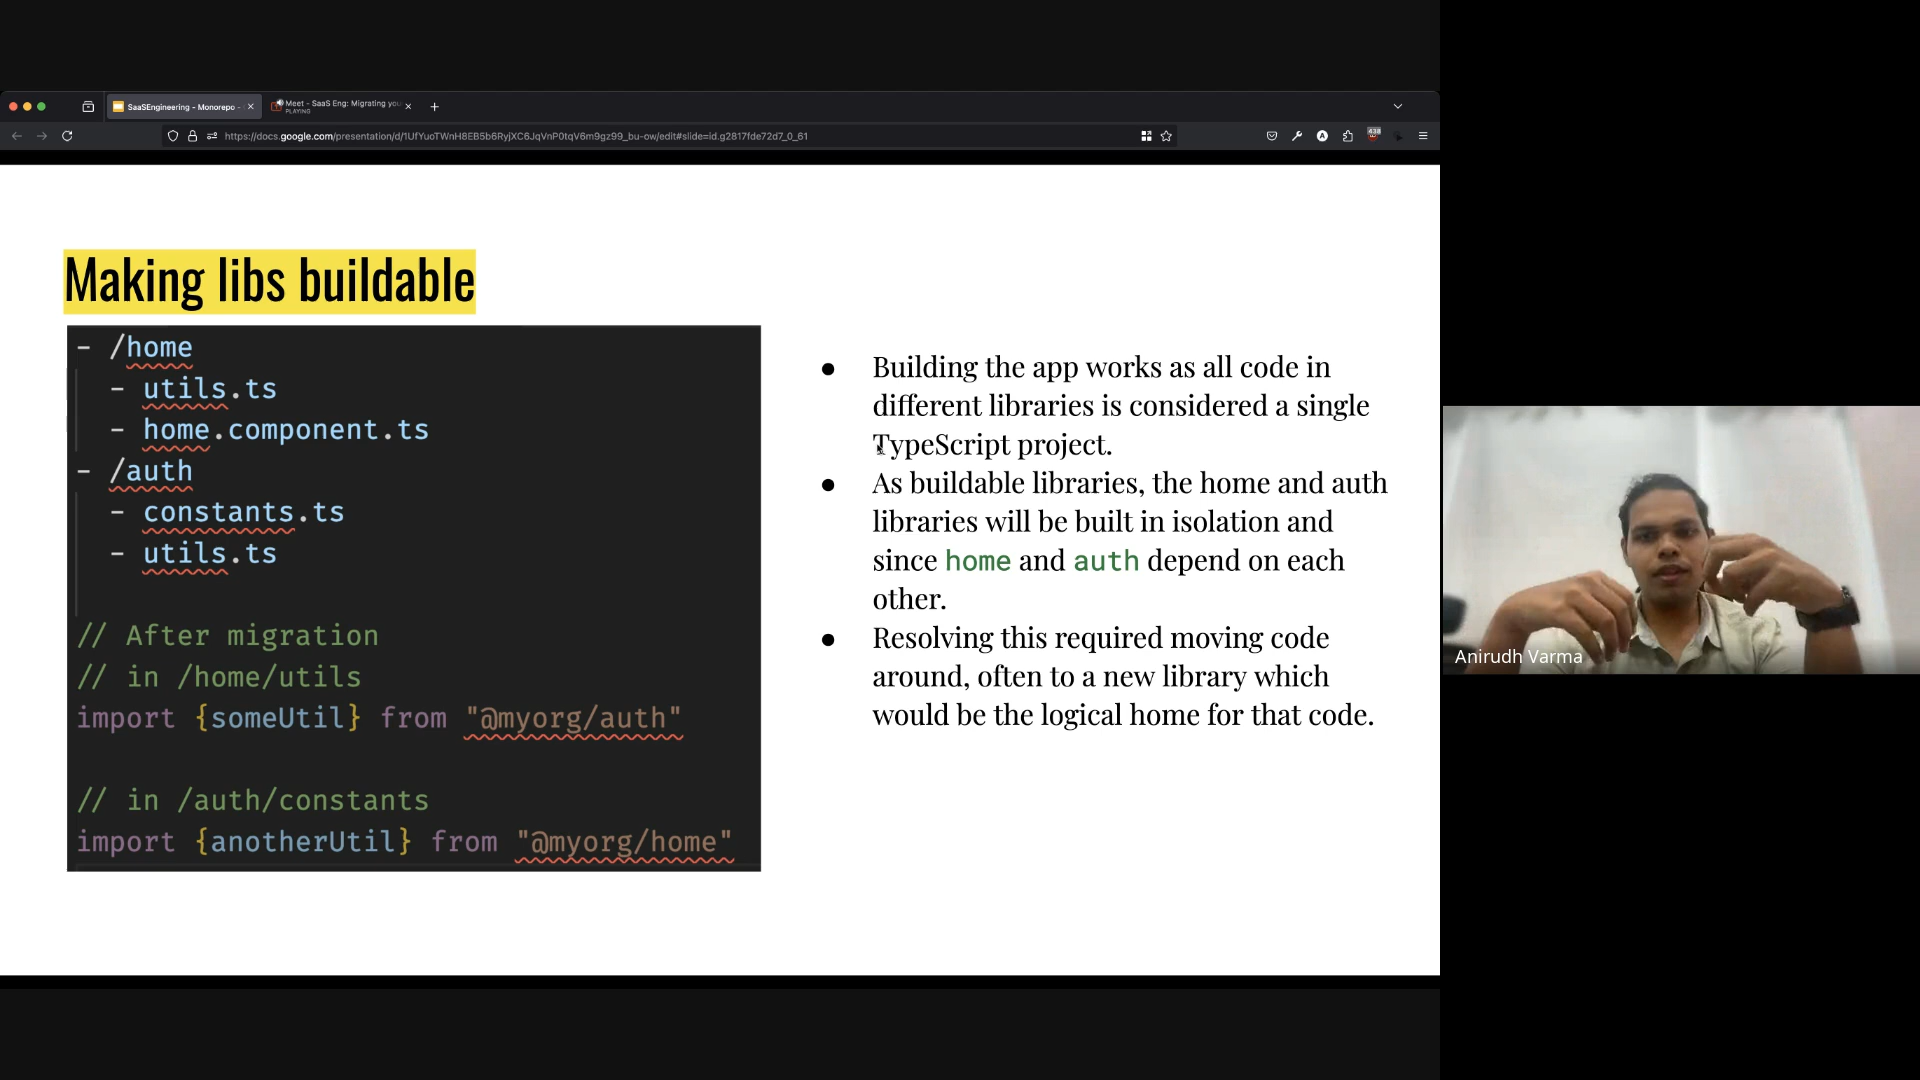 SaaSEngineering - Monorepo -
Meet - SaaS Eng: Migrating you
PLAYING
https://docs.google.com/presentation/d/1UfYuoTWnH8EB5b6RyjXC6JqVnP0tqV6m9gz99_bu-ow/edit#slide=id.g2817fde72d7_0_61
438
Making libs buildable
- /home
- utils.ts
- home.component.ts
- /auth
- constants.ts
- utils.ts
// After migration
// in /home/utils
import {someUtil} from "@myorg/auth"
// in /auth/constants
import {anotherUtil} from "@myorg/home"
● Building the app works as all code in
different libraries is considered a single
TypeScript project.
● As buildable libraries, the home and auth
libraries will be built in isolation and
since home and auth depend on each
other.
● Resolving this required moving code
around, often to a new library which
would be the logical home for that code.
Anirudh Varma